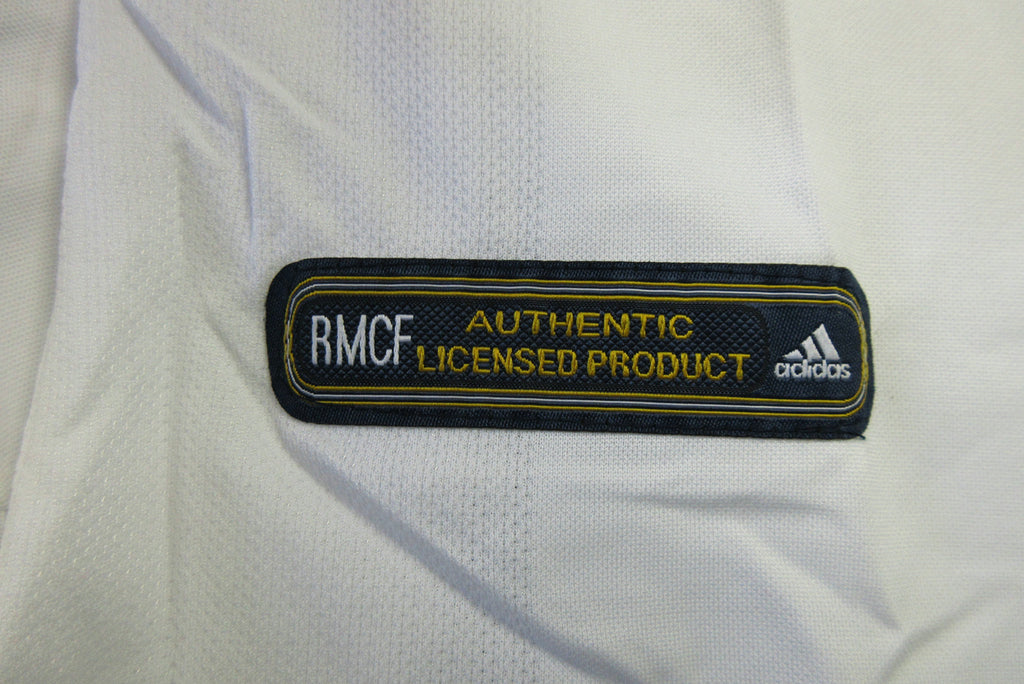 RMCF
AUTHENTIC
LICENSED PRODUCT
adidas